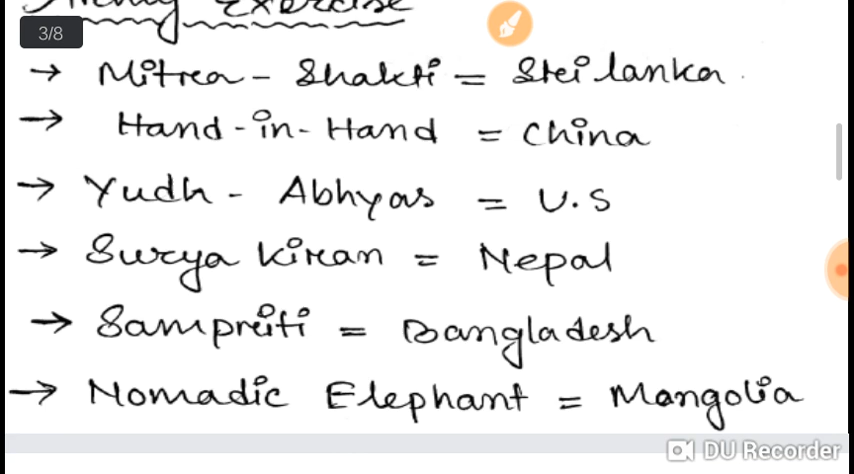 Exercise
3/8
→ Mitra - Shakti = Sri lanka
→ Hand-in-Hand = China
→ Yudh - Abhyas = U.S
→ Surya Kiran = Nepal
→ Sampriti = Bangladesh
→ Nomadic Elephant = Mangolia
DU Recorder